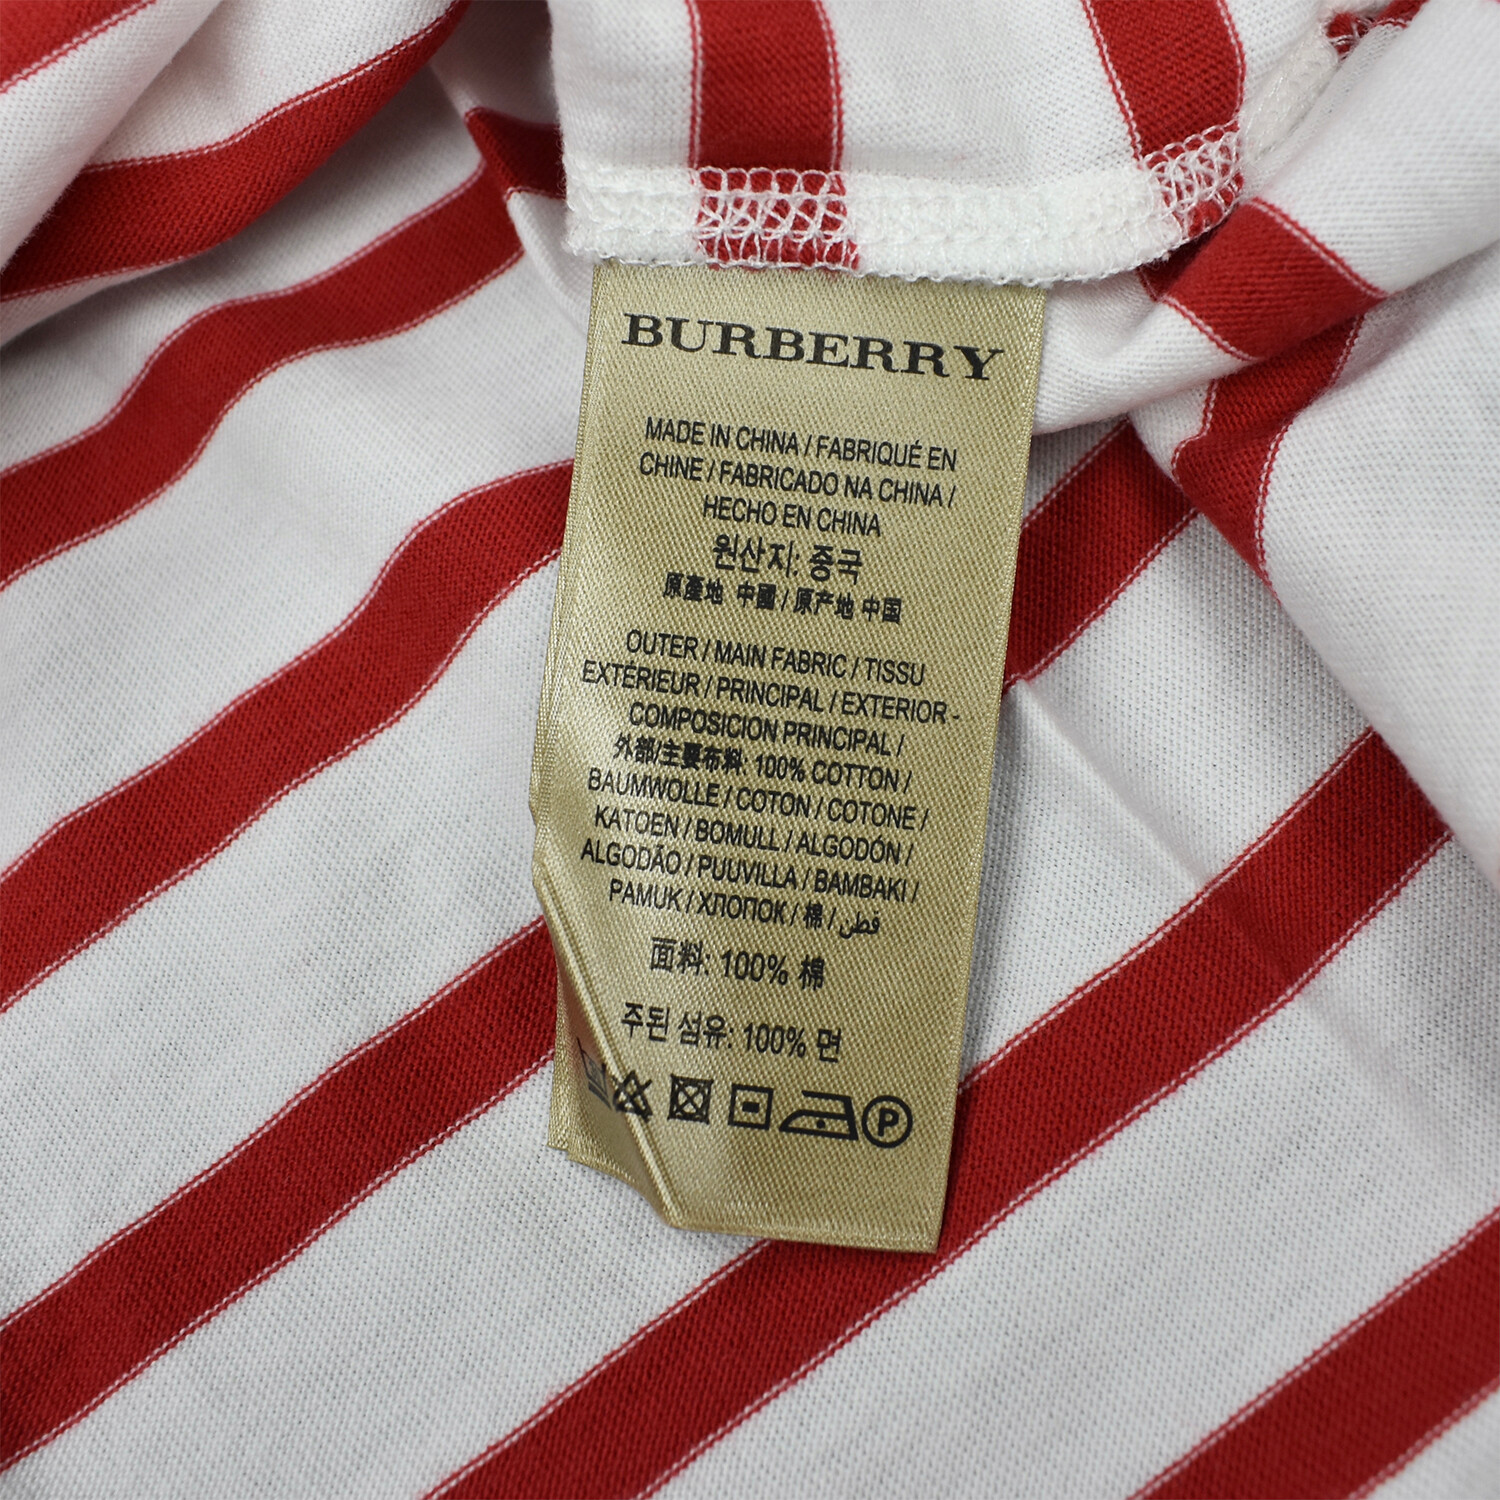 BURBERRY
MADE IN CHINA / FABRIQUÉ EN
CHINE / FABRICADO NA CHINA /
HECHO EN CHINA
원산지: 중국
原產地 中國 / 原产地 中国
OUTER / MAIN FABRIC / TISSU
EXTÉRIEUR / PRINCIPAL / EXTERIOR -
COMPOSICION PRINCIPAL /
外部/主要布料: 100% COTTON /
BAUMWOLLE / COTON / COTONE /
KATOEN / BOMULL / ALGODÓN /
ALGODÃO / PUUVILLA / BAMBAKI /
PAMUK / ХЛОПОК / 棉 / قطن
面料: 100% 棉
주된 섬유: 100% 면
P